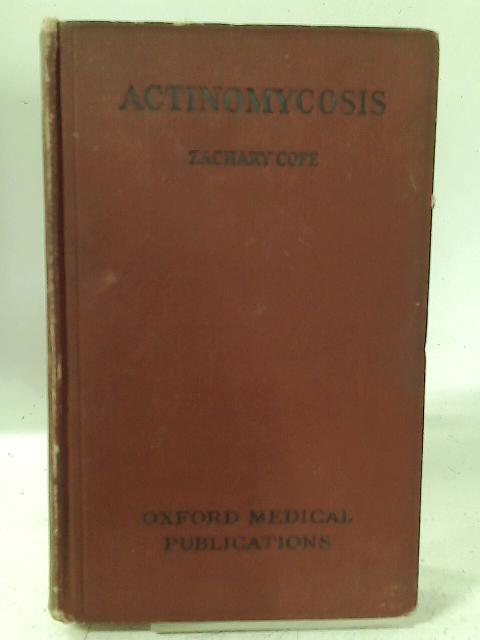 ACTINOMYCOSIS
ZACHARY COPE
OXFORD MEDICAL
PUBLICATIONS